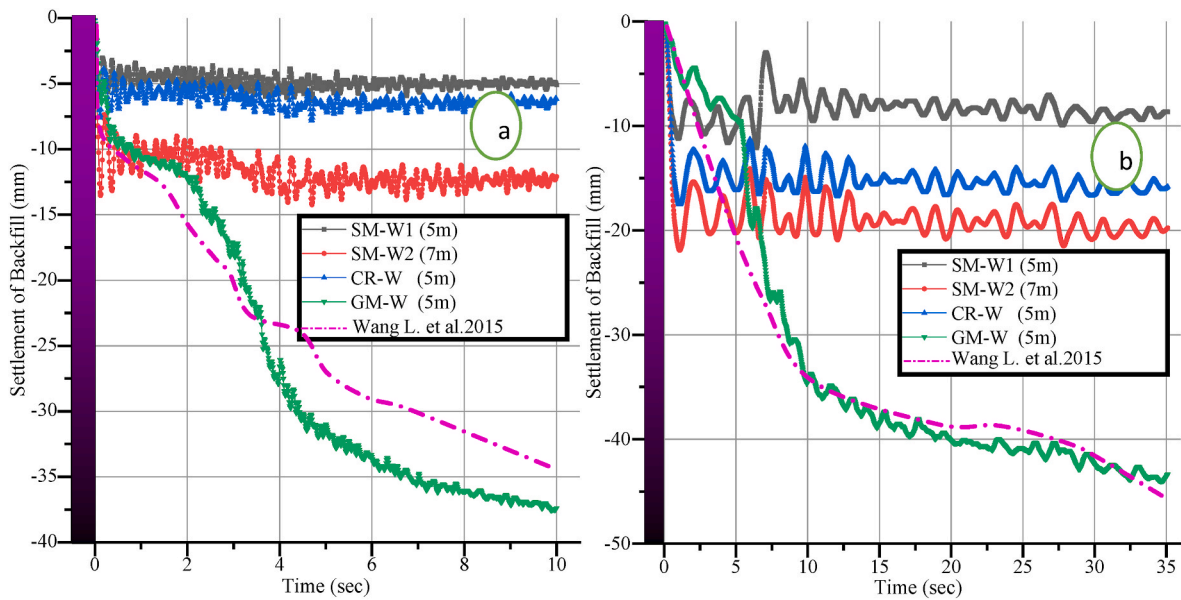 Settlement of Backfill (mm)
0
-5
-10
-15
-20
-25
-30
-35
-40
a
SM-W1 (5m)
SM-W2 (7m)
CR-W (5m)
GM-W (5m)
Wang L. et al.2015
0 2 4 6 8 10
Time (sec)
Settlement of Backfill (mm)
0
-10
-20
-30
-40
-50
b
SM-W1 (5m)
SM-W2 (7m)
CR-W (5m)
GM-W (5m)
Wang L. et al.2015
0 5 10 15 20 25 30 35
Time (sec)